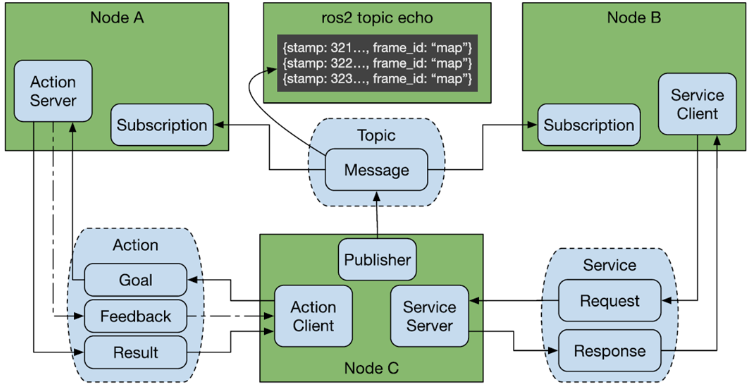 Node A
Action
Server
Subscription
ros2 topic echo
{stamp: 321..., frame_id: “map”}
{stamp: 322..., frame_id: “map”}
{stamp: 323..., frame_id: “map”}
Node B
Subscription
Service
Client
Topic
Message
Action
Goal
Feedback
Result
Publisher
Action
Client
Service
Server
Node C
Service
Request
Response